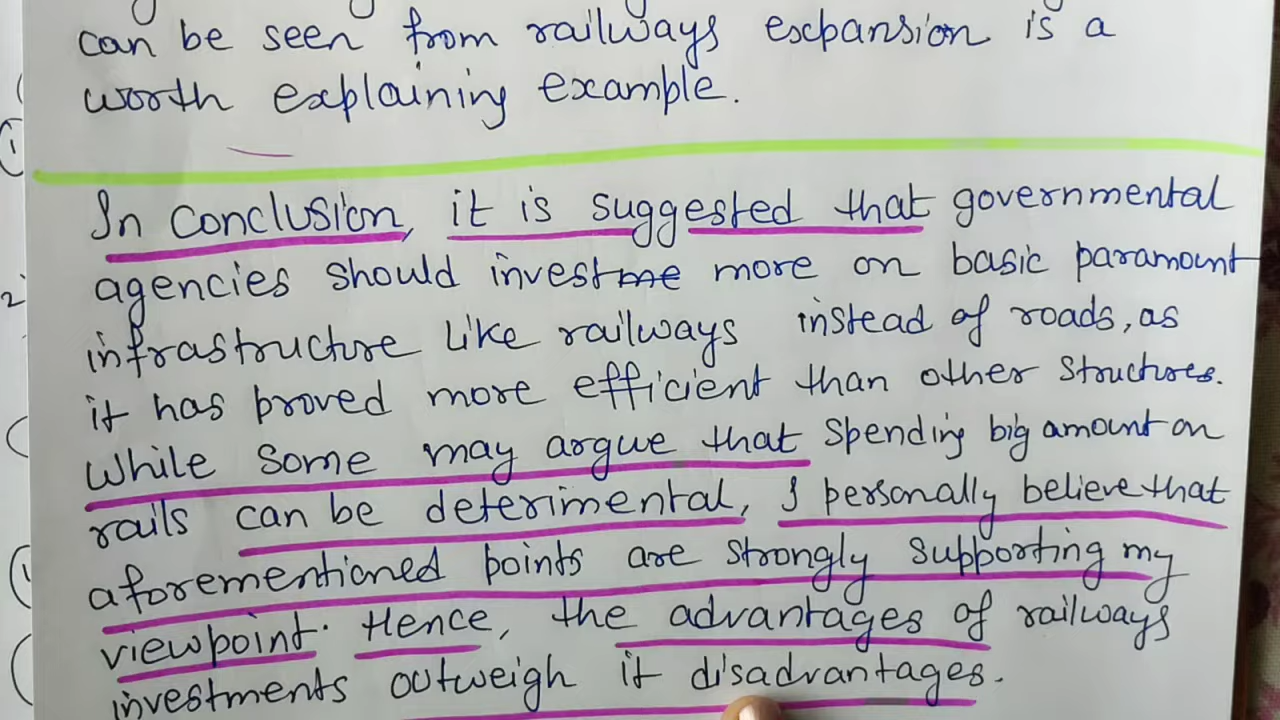 can be seen from railways escpansion is a
worth explaining example.
In Conclusion, it is suggested that governmental
agencies should invest more on basic paramount
infrastructure like railways instead of roads, as
it has proved more efficient than other structures.
While some may argue that spending big amount on
rails can be deterimental, I personally believe that
aforementioned points are strongly supporting my
viewpoint. Hence, the advantages of railways
investments outweigh it disadvantages.